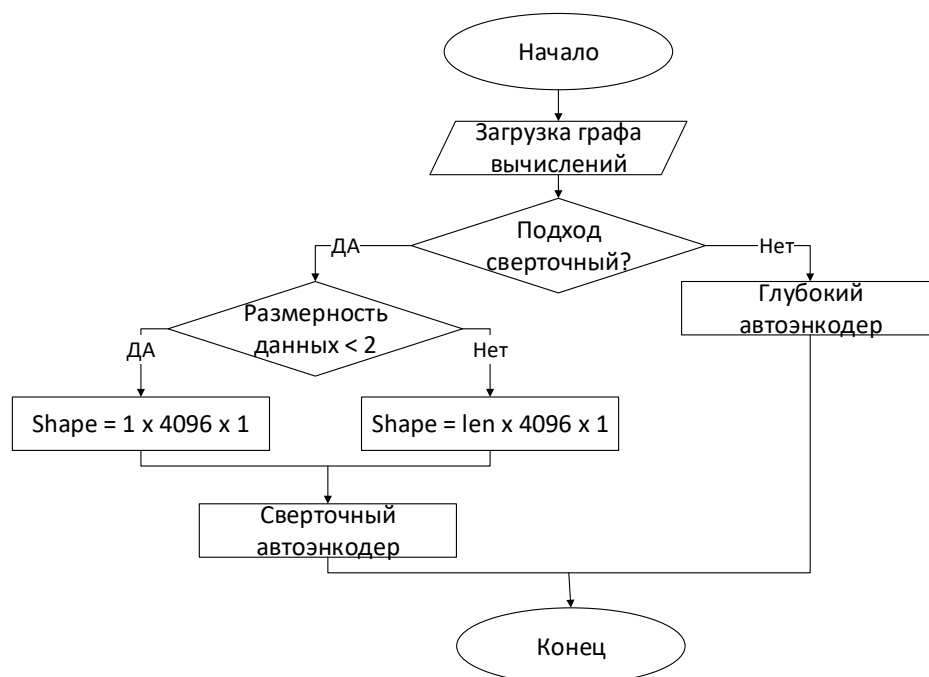 Начало
Загрузка графа
вычислений
Подход
сверточный?
ДА
Нет
Глубокий
автоэнкодер
Размерность
данных < 2
ДА
Нет
Shape = 1 x 4096 x 1
Shape = len x 4096 x 1
Сверточный
автоэнкодер
Конец